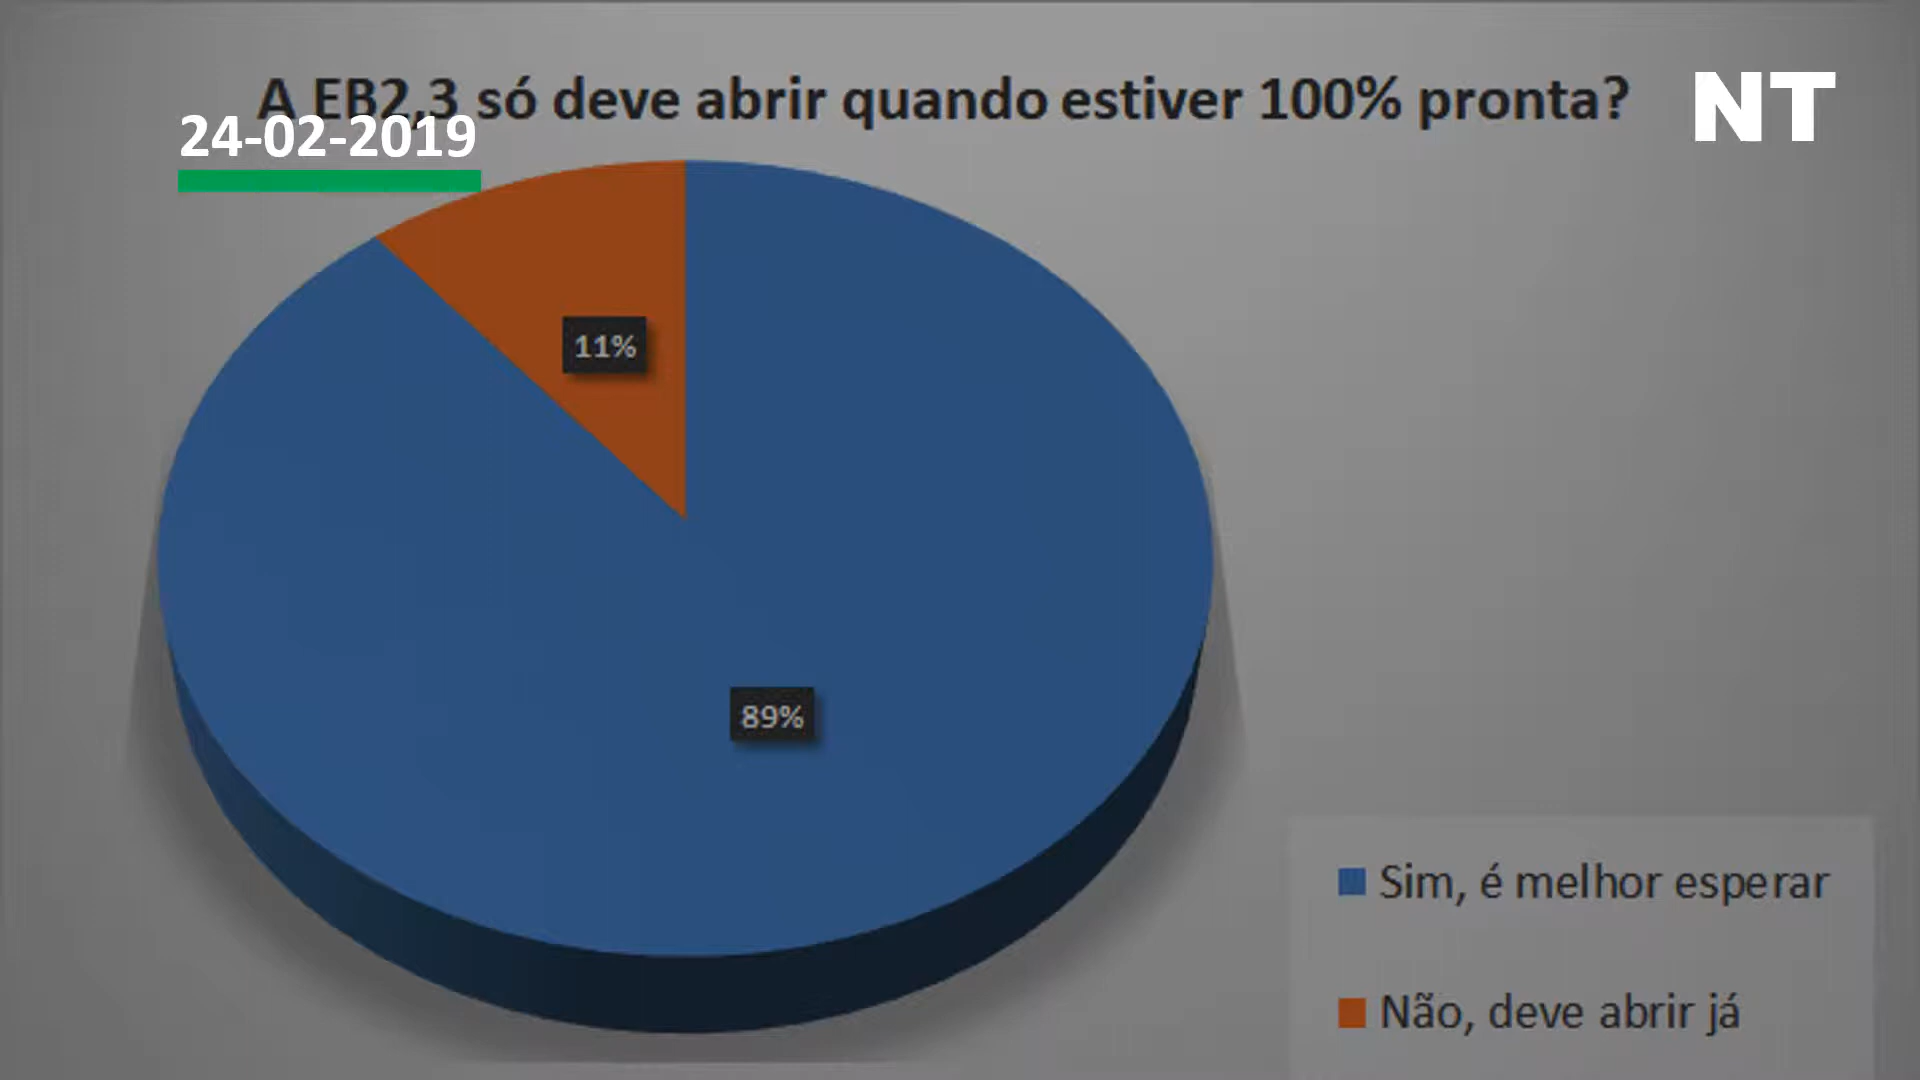 A EB2,3 só deve abrir quando estiver 100% pronta?
NT
24-02-2019
11%
89%
Sim, é melhor esperar
Não, deve abrir já